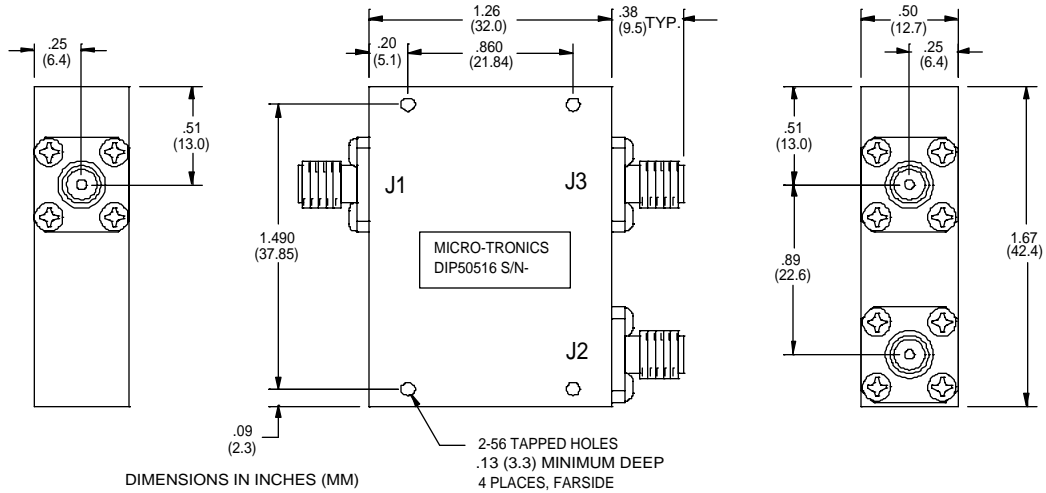 .25
(6.4)
.51
(13.0)
1.26
(32.0)
.38
(9.5) TYP.
.20
(5.1)
.860
(21.84)
J1
J3
1.490
(37.85)
MICRO-TRONICS
DIP50516 S/N-
J2
.09
(2.3)
2-56 TAPPED HOLES
.13 (3.3) MINIMUM DEEP
4 PLACES, FARSIDE
DIMENSIONS IN INCHES (MM)
.50
(12.7)
.25
(6.4)
.51
(13.0)
.89
(22.6)
1.67
(42.4)